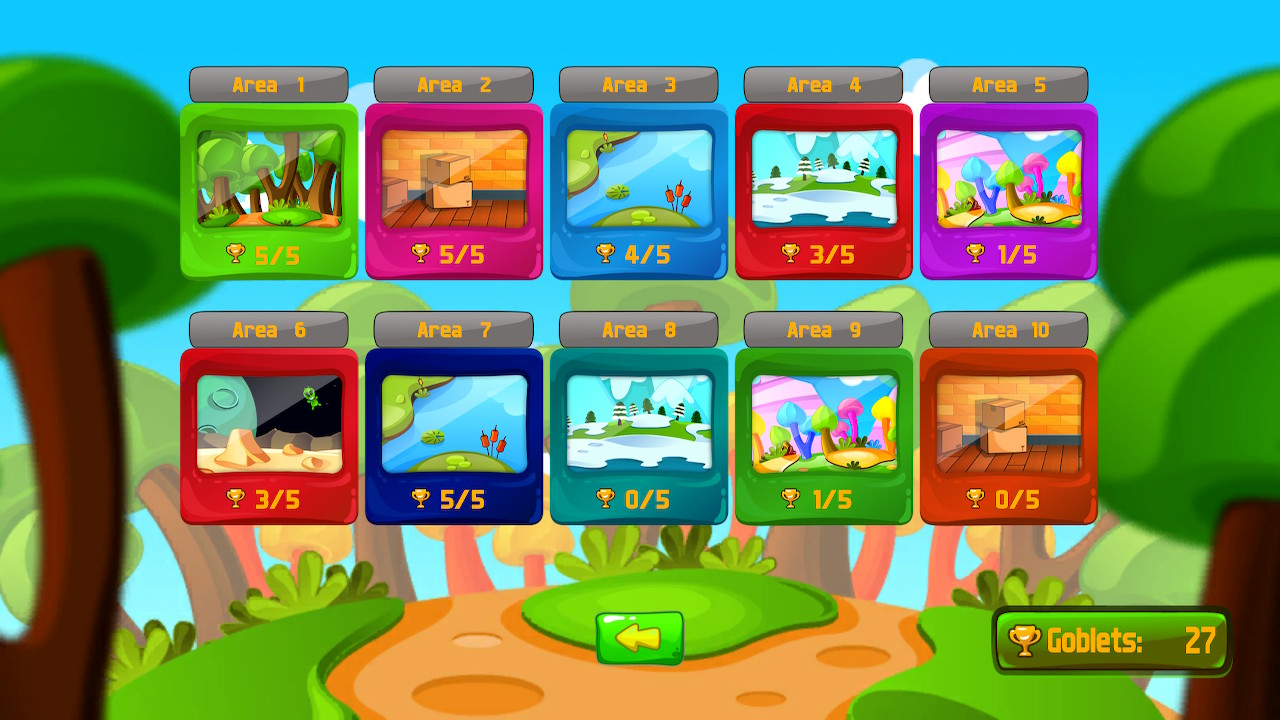 Area 1
Area 2
Area 3
Area 4
Area 5
5/5
5/5
4/5
3/5
1/5
Area 6
Area 7
Area 8
Area 9
Area 10
3/5
5/5
0/5
1/5
0/5
Goblets: 27